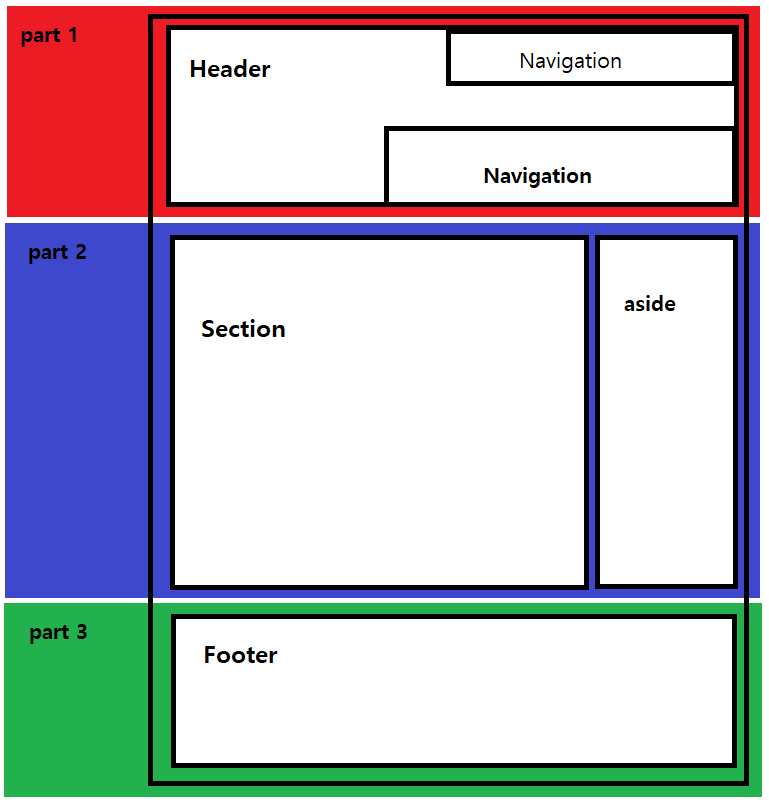 part 1
Header
Navigation
Navigation
part 2
Section
aside
part 3
Footer